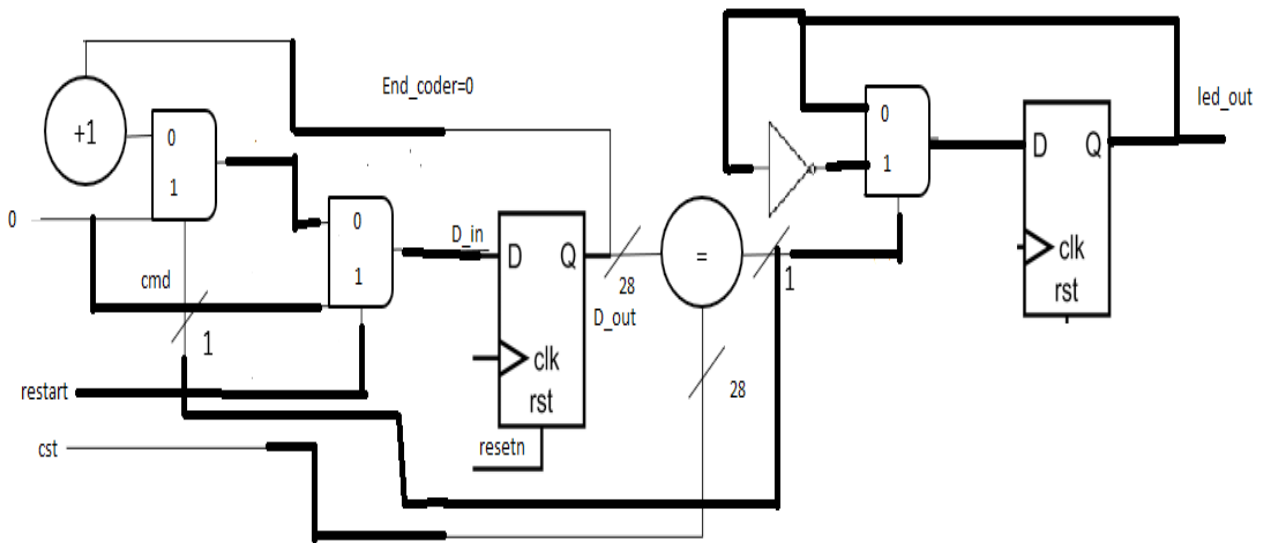 End_coder=0
led_out
+1
0
1
0
1
0
0
1
D Q
clk
rst
D_in
D Q
28
D_out
=
1
cmd
1
clk
rst
28
restart
cst
resetn